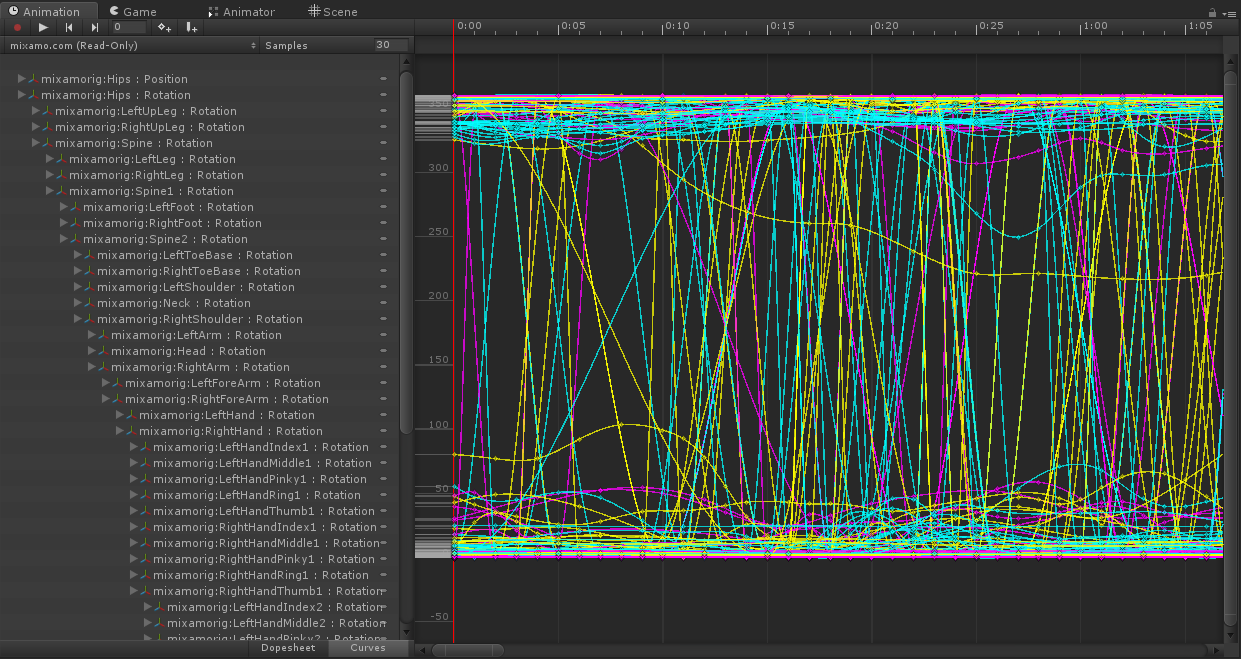 Animation Game Animator Scene
0
mixamo.com (Read-Only) Samples 30
0:00 0:05 0:10 0:15 0:20 0:25 1:00 1:05
mixamorig:Hips : Position
mixamorig:Hips : Rotation
mixamorig:LeftUpLeg : Rotation
mixamorig:RightUpLeg : Rotation
mixamorig:Spine : Rotation
mixamorig:LeftLeg : Rotation
mixamorig:RightLeg : Rotation
mixamorig:Spine1 : Rotation
mixamorig:LeftFoot : Rotation
mixamorig:RightFoot : Rotation
mixamorig:Spine2 : Rotation
mixamorig:LeftToeBase : Rotation
mixamorig:RightToeBase : Rotation
mixamorig:LeftShoulder : Rotation
mixamorig:Neck : Rotation
mixamorig:RightShoulder : Rotation
mixamorig:LeftArm : Rotation
mixamorig:Head : Rotation
mixamorig:RightArm : Rotation
mixamorig:LeftForeArm : Rotation
mixamorig:RightForeArm : Rotation
mixamorig:LeftHand : Rotation
mixamorig:RightHand : Rotation
mixamorig:LeftHandIndex1 : Rotation
mixamorig:LeftHandMiddle1 : Rotation
mixamorig:LeftHandPinky1 : Rotation
mixamorig:LeftHandRing1 : Rotation
mixamorig:LeftHandThumb1 : Rotation
mixamorig:RightHandIndex1 : Rotation
mixamorig:RightHandMiddle1 : Rotation
mixamorig:RightHandPinky1 : Rotation
mixamorig:RightHandRing1 : Rotation
mixamorig:RightHandThumb1 : Rotation
mixamorig:LeftHandIndex2 : Rotation
mixamorig:LeftHandMiddle2 : Rotation
mixamorig:LeftHandPinky2 : Rotation
350
300
250
200
150
100
50
-50
Dopesheet Curves